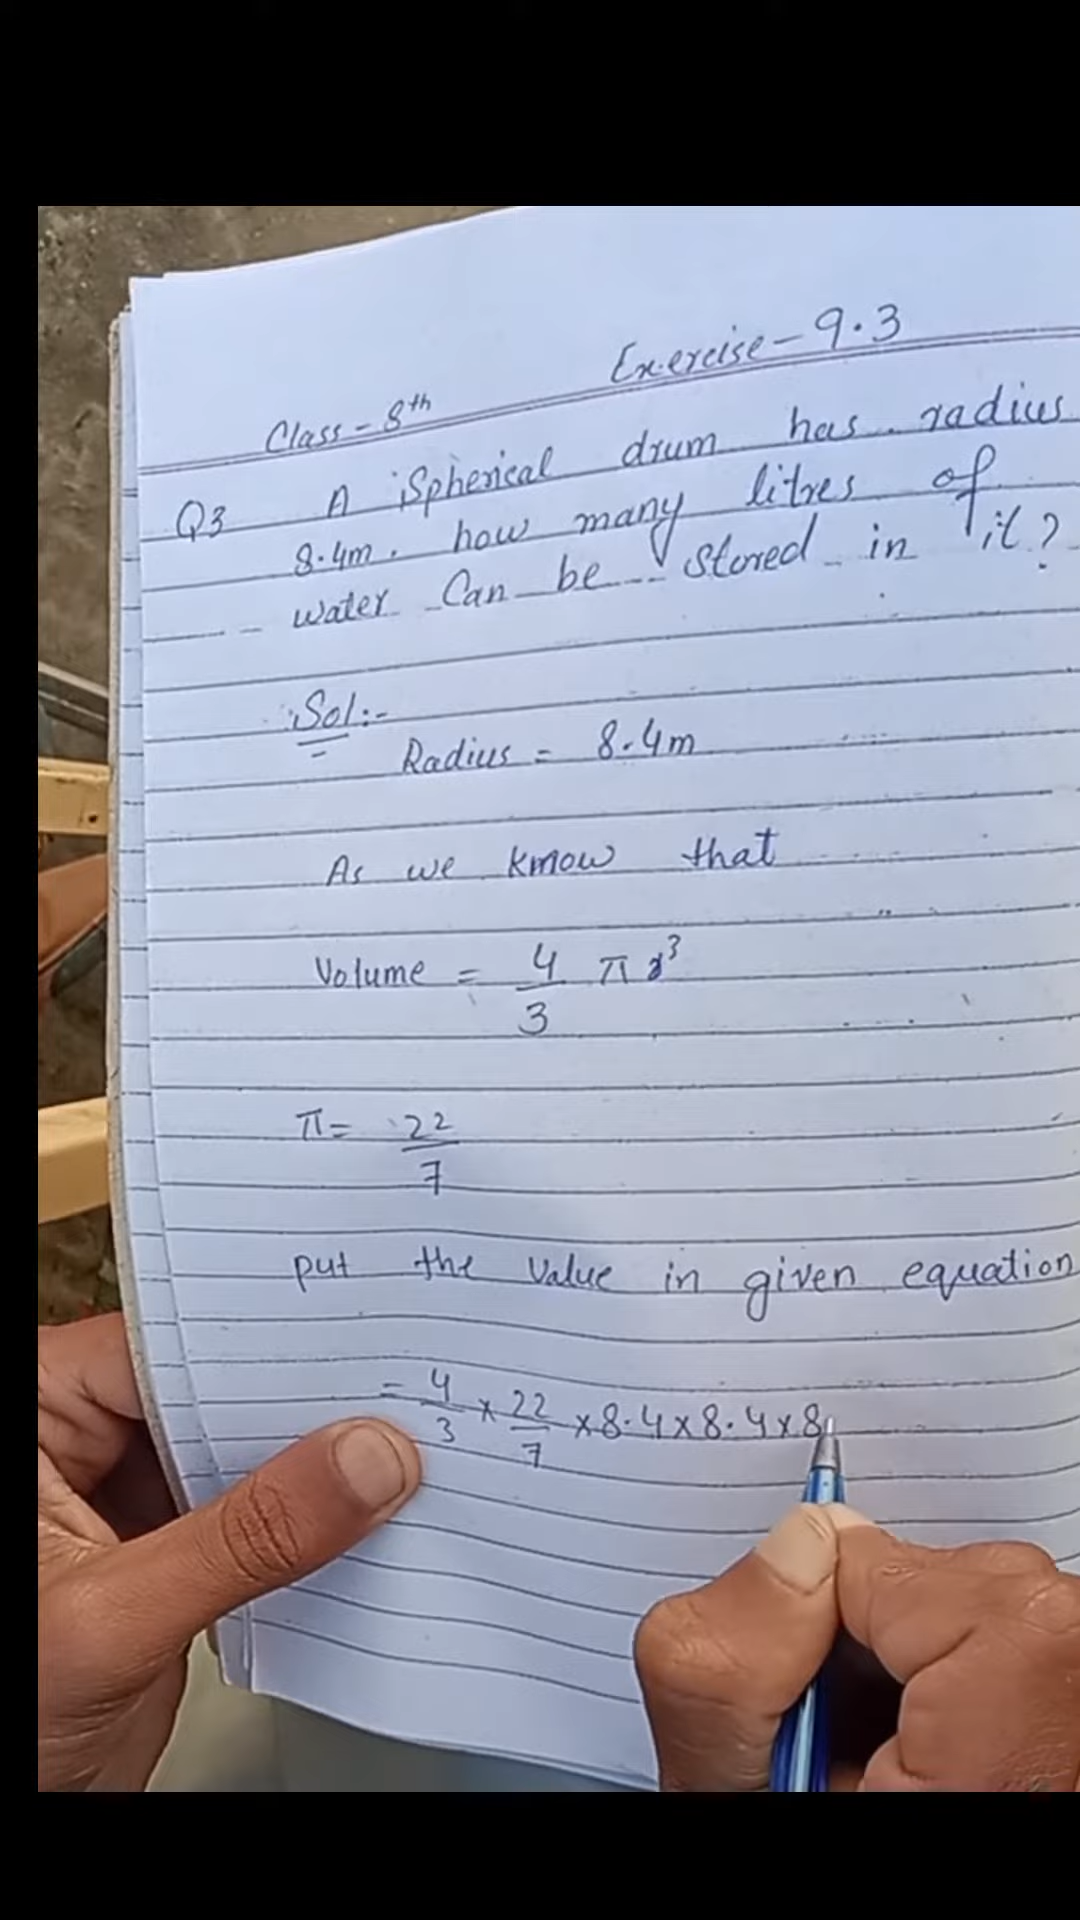 Exercise - 9.3
Class - 8th
Q3 A Spherical drum has radius
8.4m. how many litres of
water Can be stored in it?
Sol:-
Radius = 8.4m
As we know that
Volume = 4/3 π r³
π = 22/7
put the value in given equation
= 4/3 × 22/7 × 8.4 × 8.4 × 8